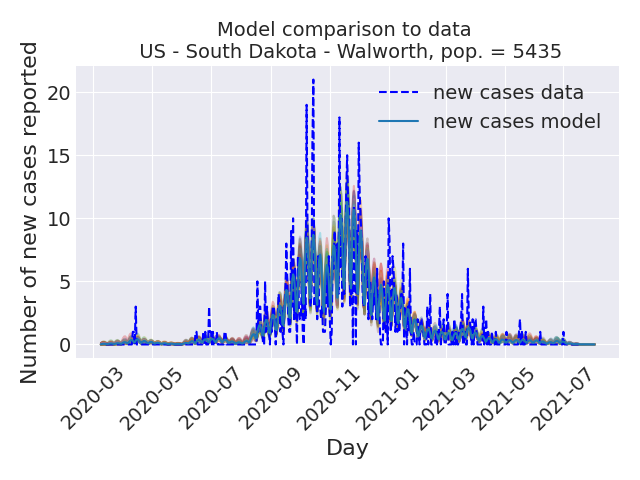 Model comparison to data
US - South Dakota - Walworth, pop. = 5435
Number of new cases reported
20
15
10
5
0
new cases data
new cases model
2020-03
2020-05
2020-07
2020-09
2020-11
2021-01
2021-03
2021-05
2021-07
Day